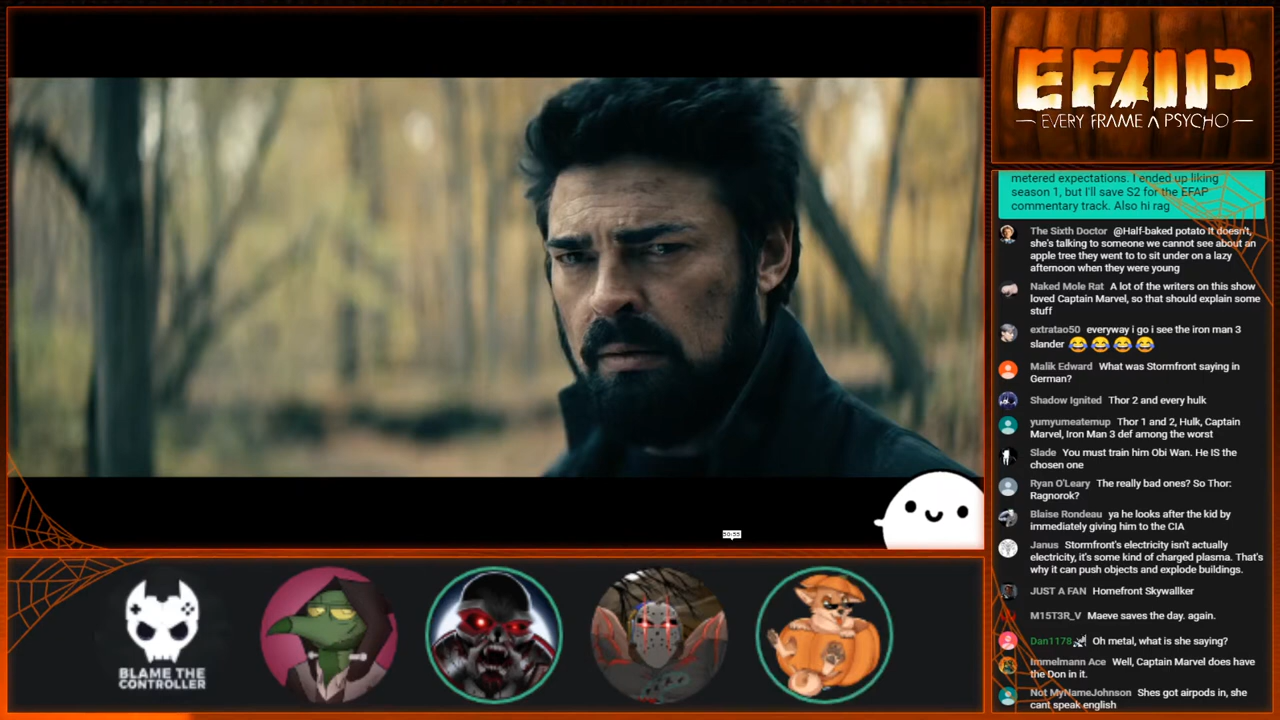 EFAP
EVERY FRAME A PSYCHO
metered expectations. I ended up liking
season 1, but I'll save S2 for the EFAP
commentary track. Also hi rag
The Sixth Doctor @Half-baked potato It doesn't,
she's talking to someone we cannot see about an
apple tree they went to to sit under on a lazy
afternoon when they were young
Naked Mole Rat A lot of the writers on this show
loved Captain Marvel, so that should explain some
stuff
extratao50 everyway i go i see the iron man 3
slander 😂 😂 😂 😂
Malik Edward What was Stormfront saying in
German?
Shadow Ignited Thor 2 and every hulk
yumyumeatemup Thor 1 and 2, Hulk, Captain
Marvel, Iron Man 3 def among the worst
Slade You must train him Obi Wan. He IS the
chosen one
Ryan O'Leary The really bad ones? So Thor:
Ragnorok?
Blaise Rondeau ya he looks after the kid by
immediately giving him to the CIA
Janus Stormfront's electricity isn't actually
electricity, it's some kind of charged plasma. That's
why it can push objects and explode buildings.
JUST A FAN Homefront Skywallker
M15T3R_V Maeve saves the day. again.
Dan1178 Oh metal, what is she saying?
Immelmann Ace Well, Captain Marvel does have
the Don in it.
Not MyNameJohnson Shes got airpods in, she
cant speak english
50:55
BLAME THE
CONTROLLER